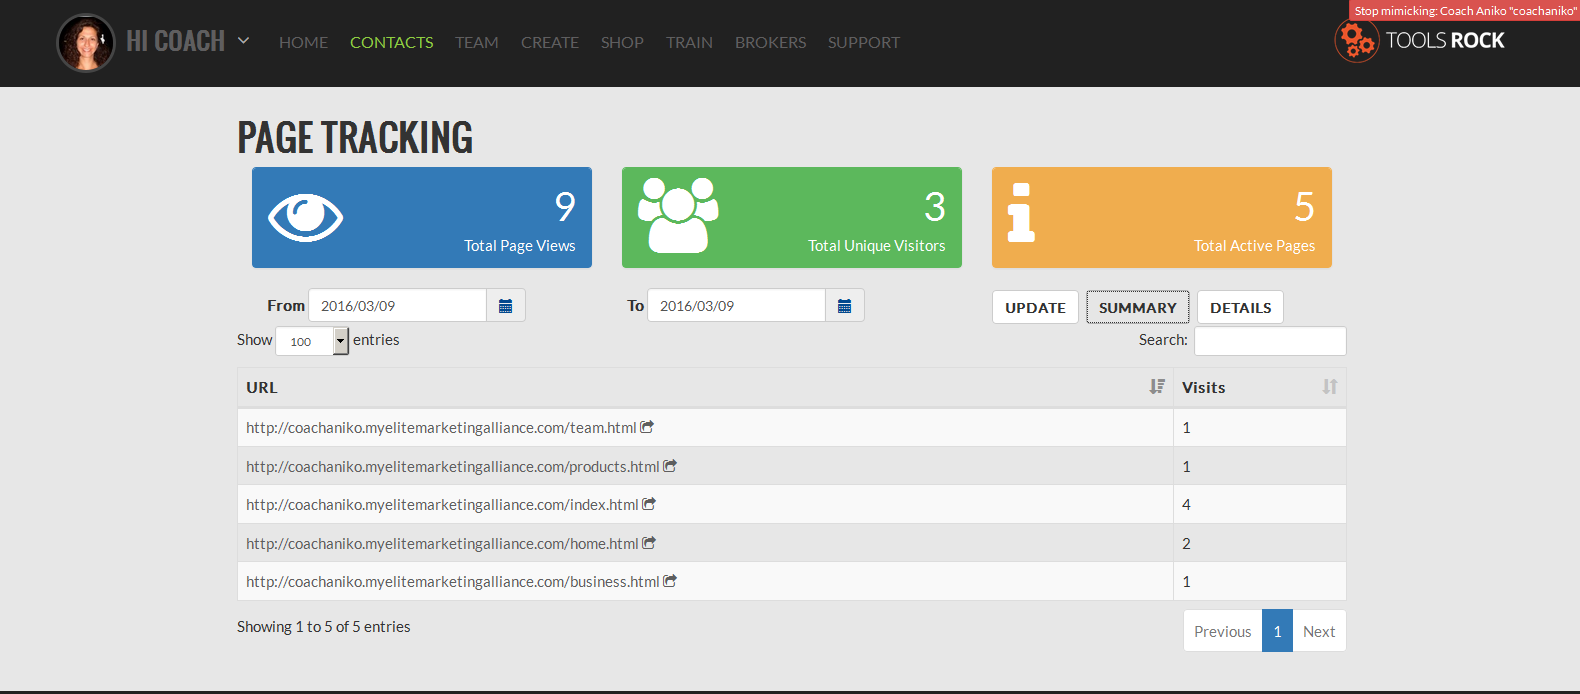 Stop mimicking: Coach Aniko "coachaniko"
HI COACH HOME CONTACTS TEAM CREATE SHOP TRAIN BROKERS SUPPORT TOOLS ROCK
PAGE TRACKING
9 3 5
Total Page Views Total Unique Visitors Total Active Pages
From 2016/03/09 To 2016/03/09 UPDATE SUMMARY DETAILS
Show 100 entries Search:
URL Visits
http://coachaniko.myelitemarketingalliance.com/team.html 1
http://coachaniko.myelitemarketingalliance.com/products.html 1
http://coachaniko.myelitemarketingalliance.com/index.html 4
http://coachaniko.myelitemarketingalliance.com/home.html 2
http://coachaniko.myelitemarketingalliance.com/business.html 1
Showing 1 to 5 of 5 entries Previous 1 Next